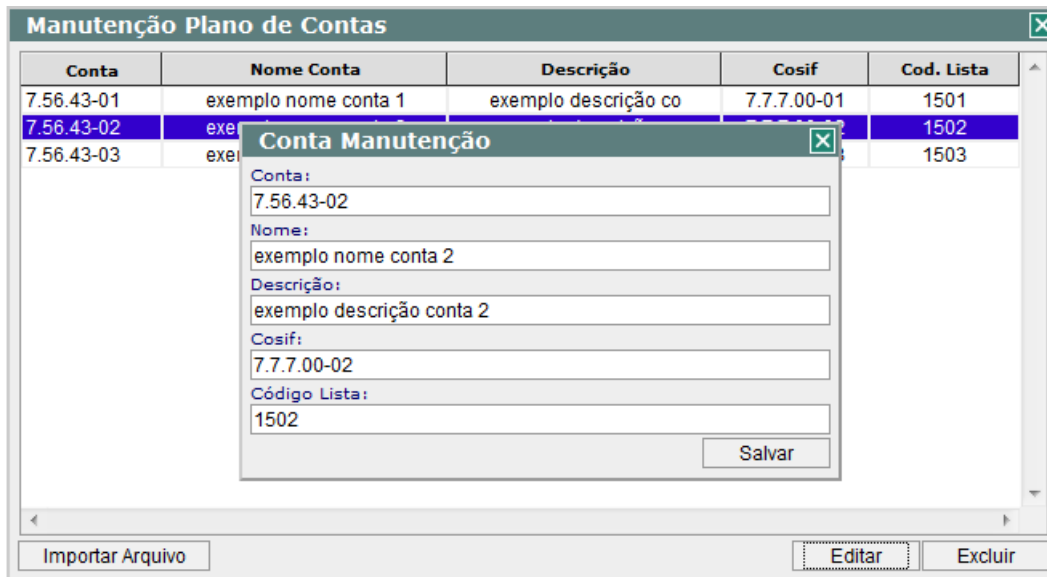 Manutenção Plano de Contas
Conta Nome Conta Descrição Cosif Cod. Lista
7.56.43-01 exemplo nome conta 1 exemplo descrição co 7.7.7.00-01 1501
7.56.43-02 1502
7.56.43-03 1503
Conta Manutenção
Conta:
7.56.43-02
Nome:
exemplo nome conta 2
Descrição:
exemplo descrição conta 2
Cosif:
7.7.7.00-02
Código Lista:
1502
Salvar
Importar Arquivo Editar Excluir